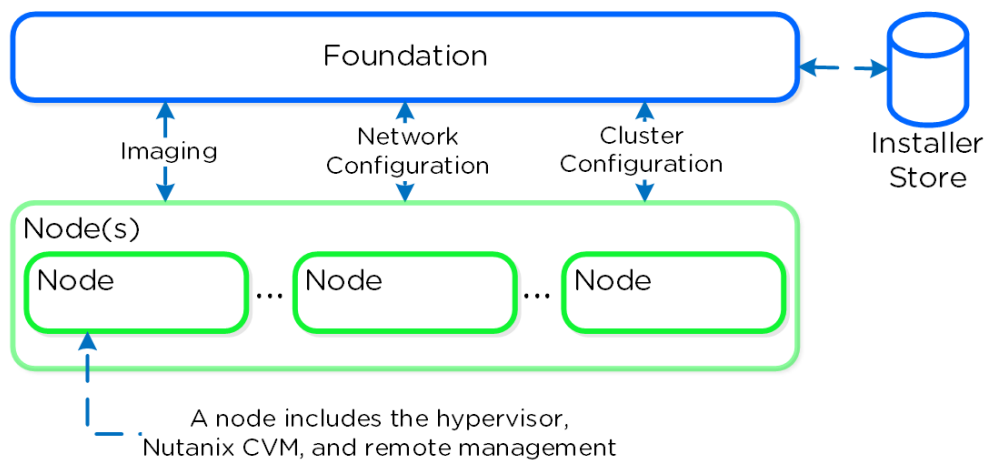 Foundation
Imaging
Network
Configuration
Cluster
Configuration
Installer
Store
Node(s)
Node
...
Node
...
Node
A node includes the hypervisor,
Nutanix CVM, and remote management